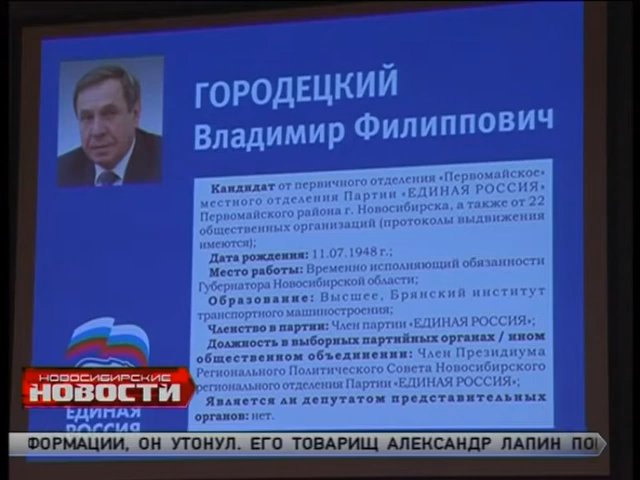 ГОРОДЕЦКИЙ
Владимир Филиппович
Кандидат от первичного отделения «Первомайское»
местного отделения Партии «ЕДИНАЯ РОССИЯ»
Первомайского района г. Новосибирска, а также от 22
общественных организаций (протоколы выдвижения
имеются);
Дата рождения: 11.07.1948 г.;
Место работы: Временно исполняющий обязанности
Губернатора Новосибирской области;
Образование: Высшее, Брянский институт
транспортного машиностроения;
Членство в партии: Член партии «ЕДИНАЯ РОССИЯ»;
Должность в выборных партийных органах / ином
общественном объединении: Член Президиума
Регионального Политического Совета Новосибирского
регионального отделения Партии «ЕДИНАЯ РОССИЯ»;
Является ли депутатом представительных
органов: нет.
НОВОСИБИРСКИЕ
НОВОСТИ
ЕДИНАЯ
РОССИЯ
ФОРМАЦИИ, ОН УТОНУЛ. ЕГО ТОВАРИЩ АЛЕКСАНДР ЛАПИН ПО